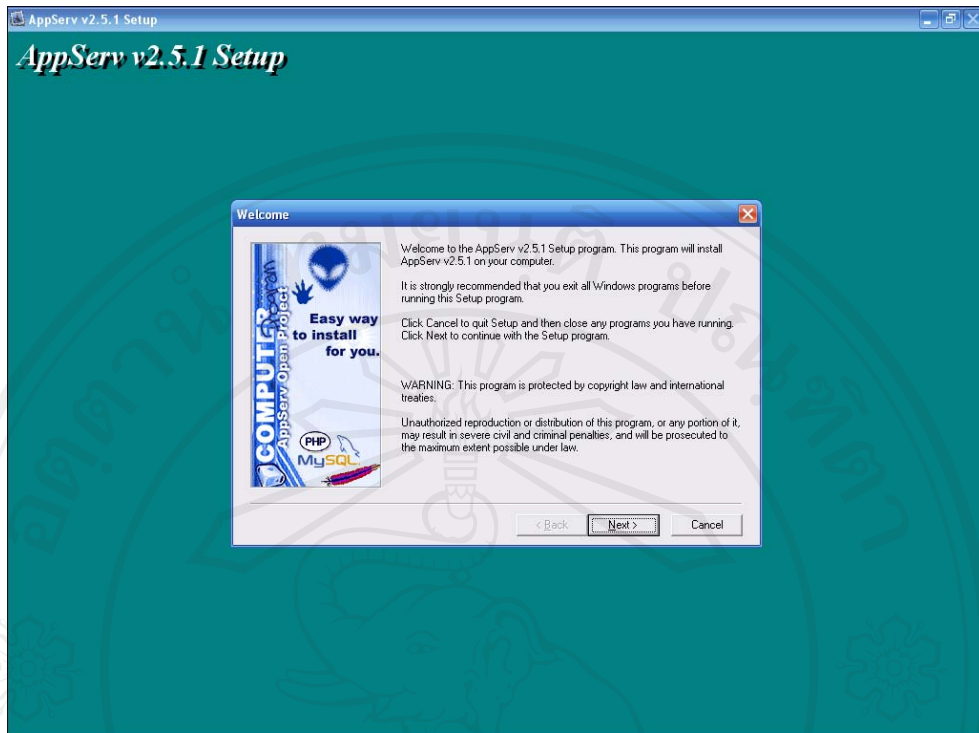 AppServ v2.5.1 Setup
AppServ v2.5.1 Setup
Welcome
COMPUTER Program
AppServ Open Project
Easy way
to install
for you.
PHP
MySQL
Welcome to the AppServ v2.5.1 Setup program. This program will install
AppServ v2.5.1 on your computer.
It is strongly recommended that you exit all Windows programs before
running this Setup program.
Click Cancel to quit Setup and then close any programs you have running.
Click Next to continue with the Setup program.
WARNING: This program is protected by copyright law and international
treaties.
Unauthorized reproduction or distribution of this program, or any portion of it,
may result in severe civil and criminal penalties, and will be prosecuted to
the maximum extent possible under law.
< Back
Next >
Cancel